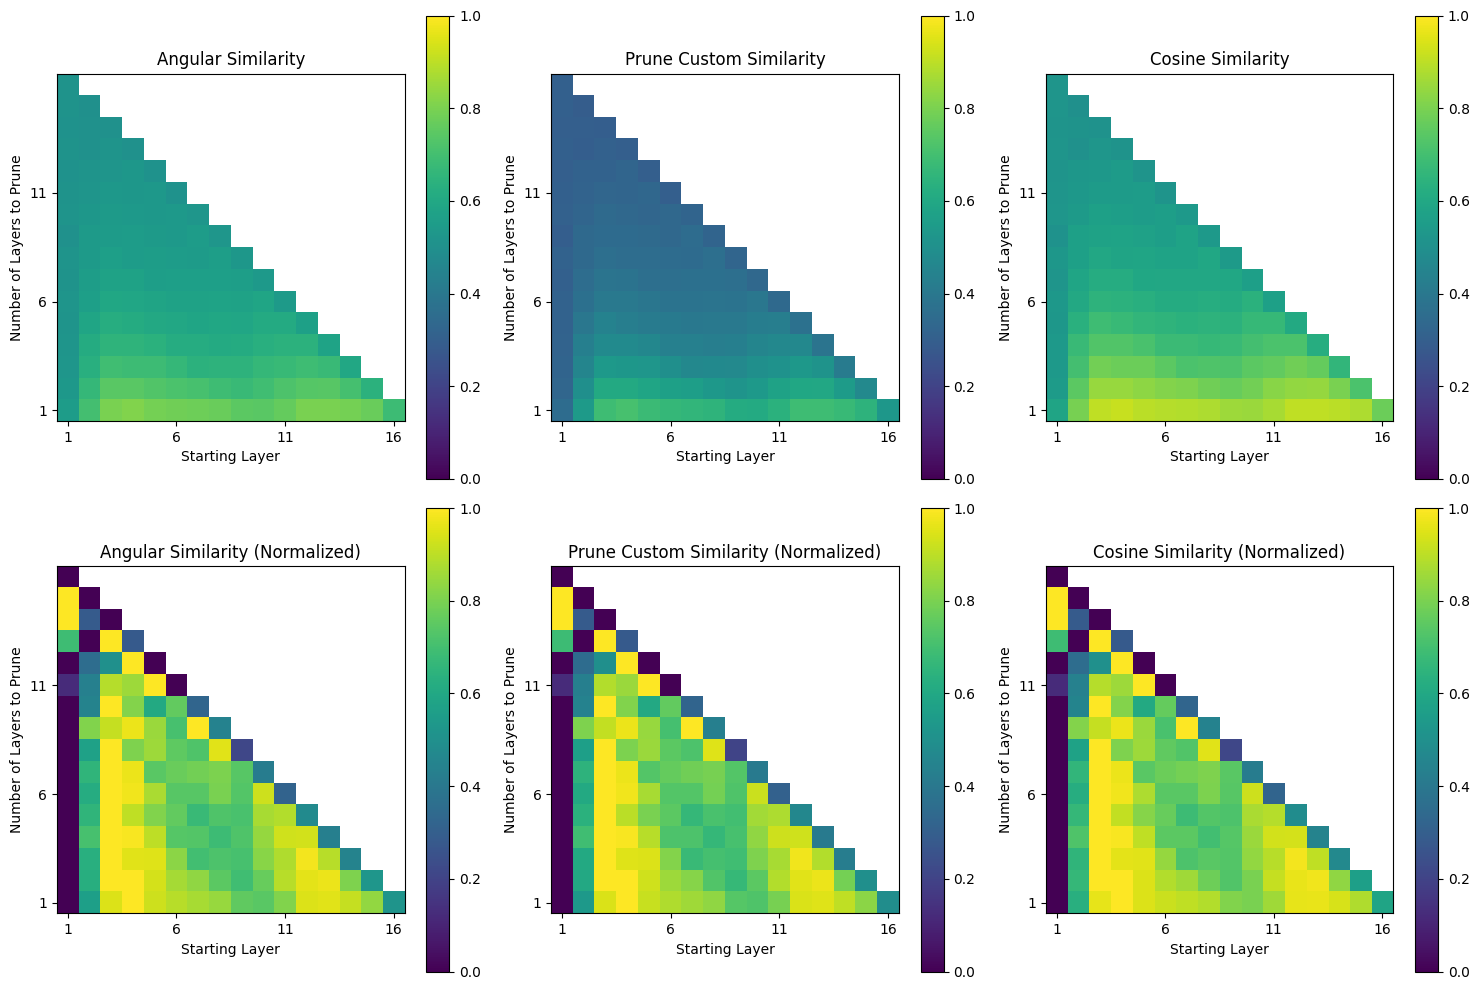 Angular Similarity
Number of Layers to Prune
11
6
1
1 6 11 16
Starting Layer
1.0
0.8
0.6
0.4
0.2
0.0
Prune Custom Similarity
Number of Layers to Prune
11
6
1
1 6 11 16
Starting Layer
1.0
0.8
0.6
0.4
0.2
0.0
Cosine Similarity
Number of Layers to Prune
11
6
1
1 6 11 16
Starting Layer
1.0
0.8
0.6
0.4
0.2
0.0
Angular Similarity (Normalized)
Number of Layers to Prune
11
6
1
1 6 11 16
Starting Layer
1.0
0.8
0.6
0.4
0.2
0.0
Prune Custom Similarity (Normalized)
Number of Layers to Prune
11
6
1
1 6 11 16
Starting Layer
1.0
0.8
0.6
0.4
0.2
0.0
Cosine Similarity (Normalized)
Number of Layers to Prune
11
6
1
1 6 11 16
Starting Layer
1.0
0.8
0.6
0.4
0.2
0.0